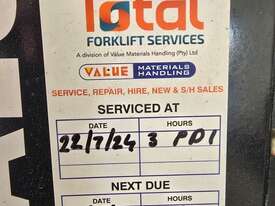 Total
FORKLIFT SERVICES
A division of Value Materials Handling (Pty) Ltd
VALUE MATERIALS HANDLING
SERVICE, REPAIR, HIRE, NEW & S/H SALES
SERVICED AT
DATE HOURS
22/7/24 3 PDI
NEXT DUE
DATE HOURS